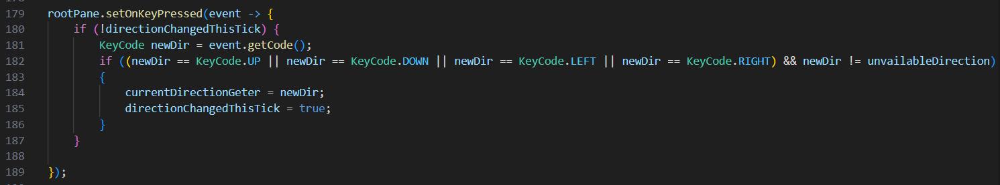 179 rootPane.setOnKeyPressed(event -> {
180     if (!directionChangedThisTick) {
181         KeyCode newDir = event.getCode();
182         if ((newDir == KeyCode.UP || newDir == KeyCode.DOWN || newDir == KeyCode.LEFT || newDir == KeyCode.RIGHT) && newDir != unvailableDirection)
183         {
184             currentDirectionGeter = newDir;
185             directionChangedThisTick = true;
186         }
187     }
188
189 });